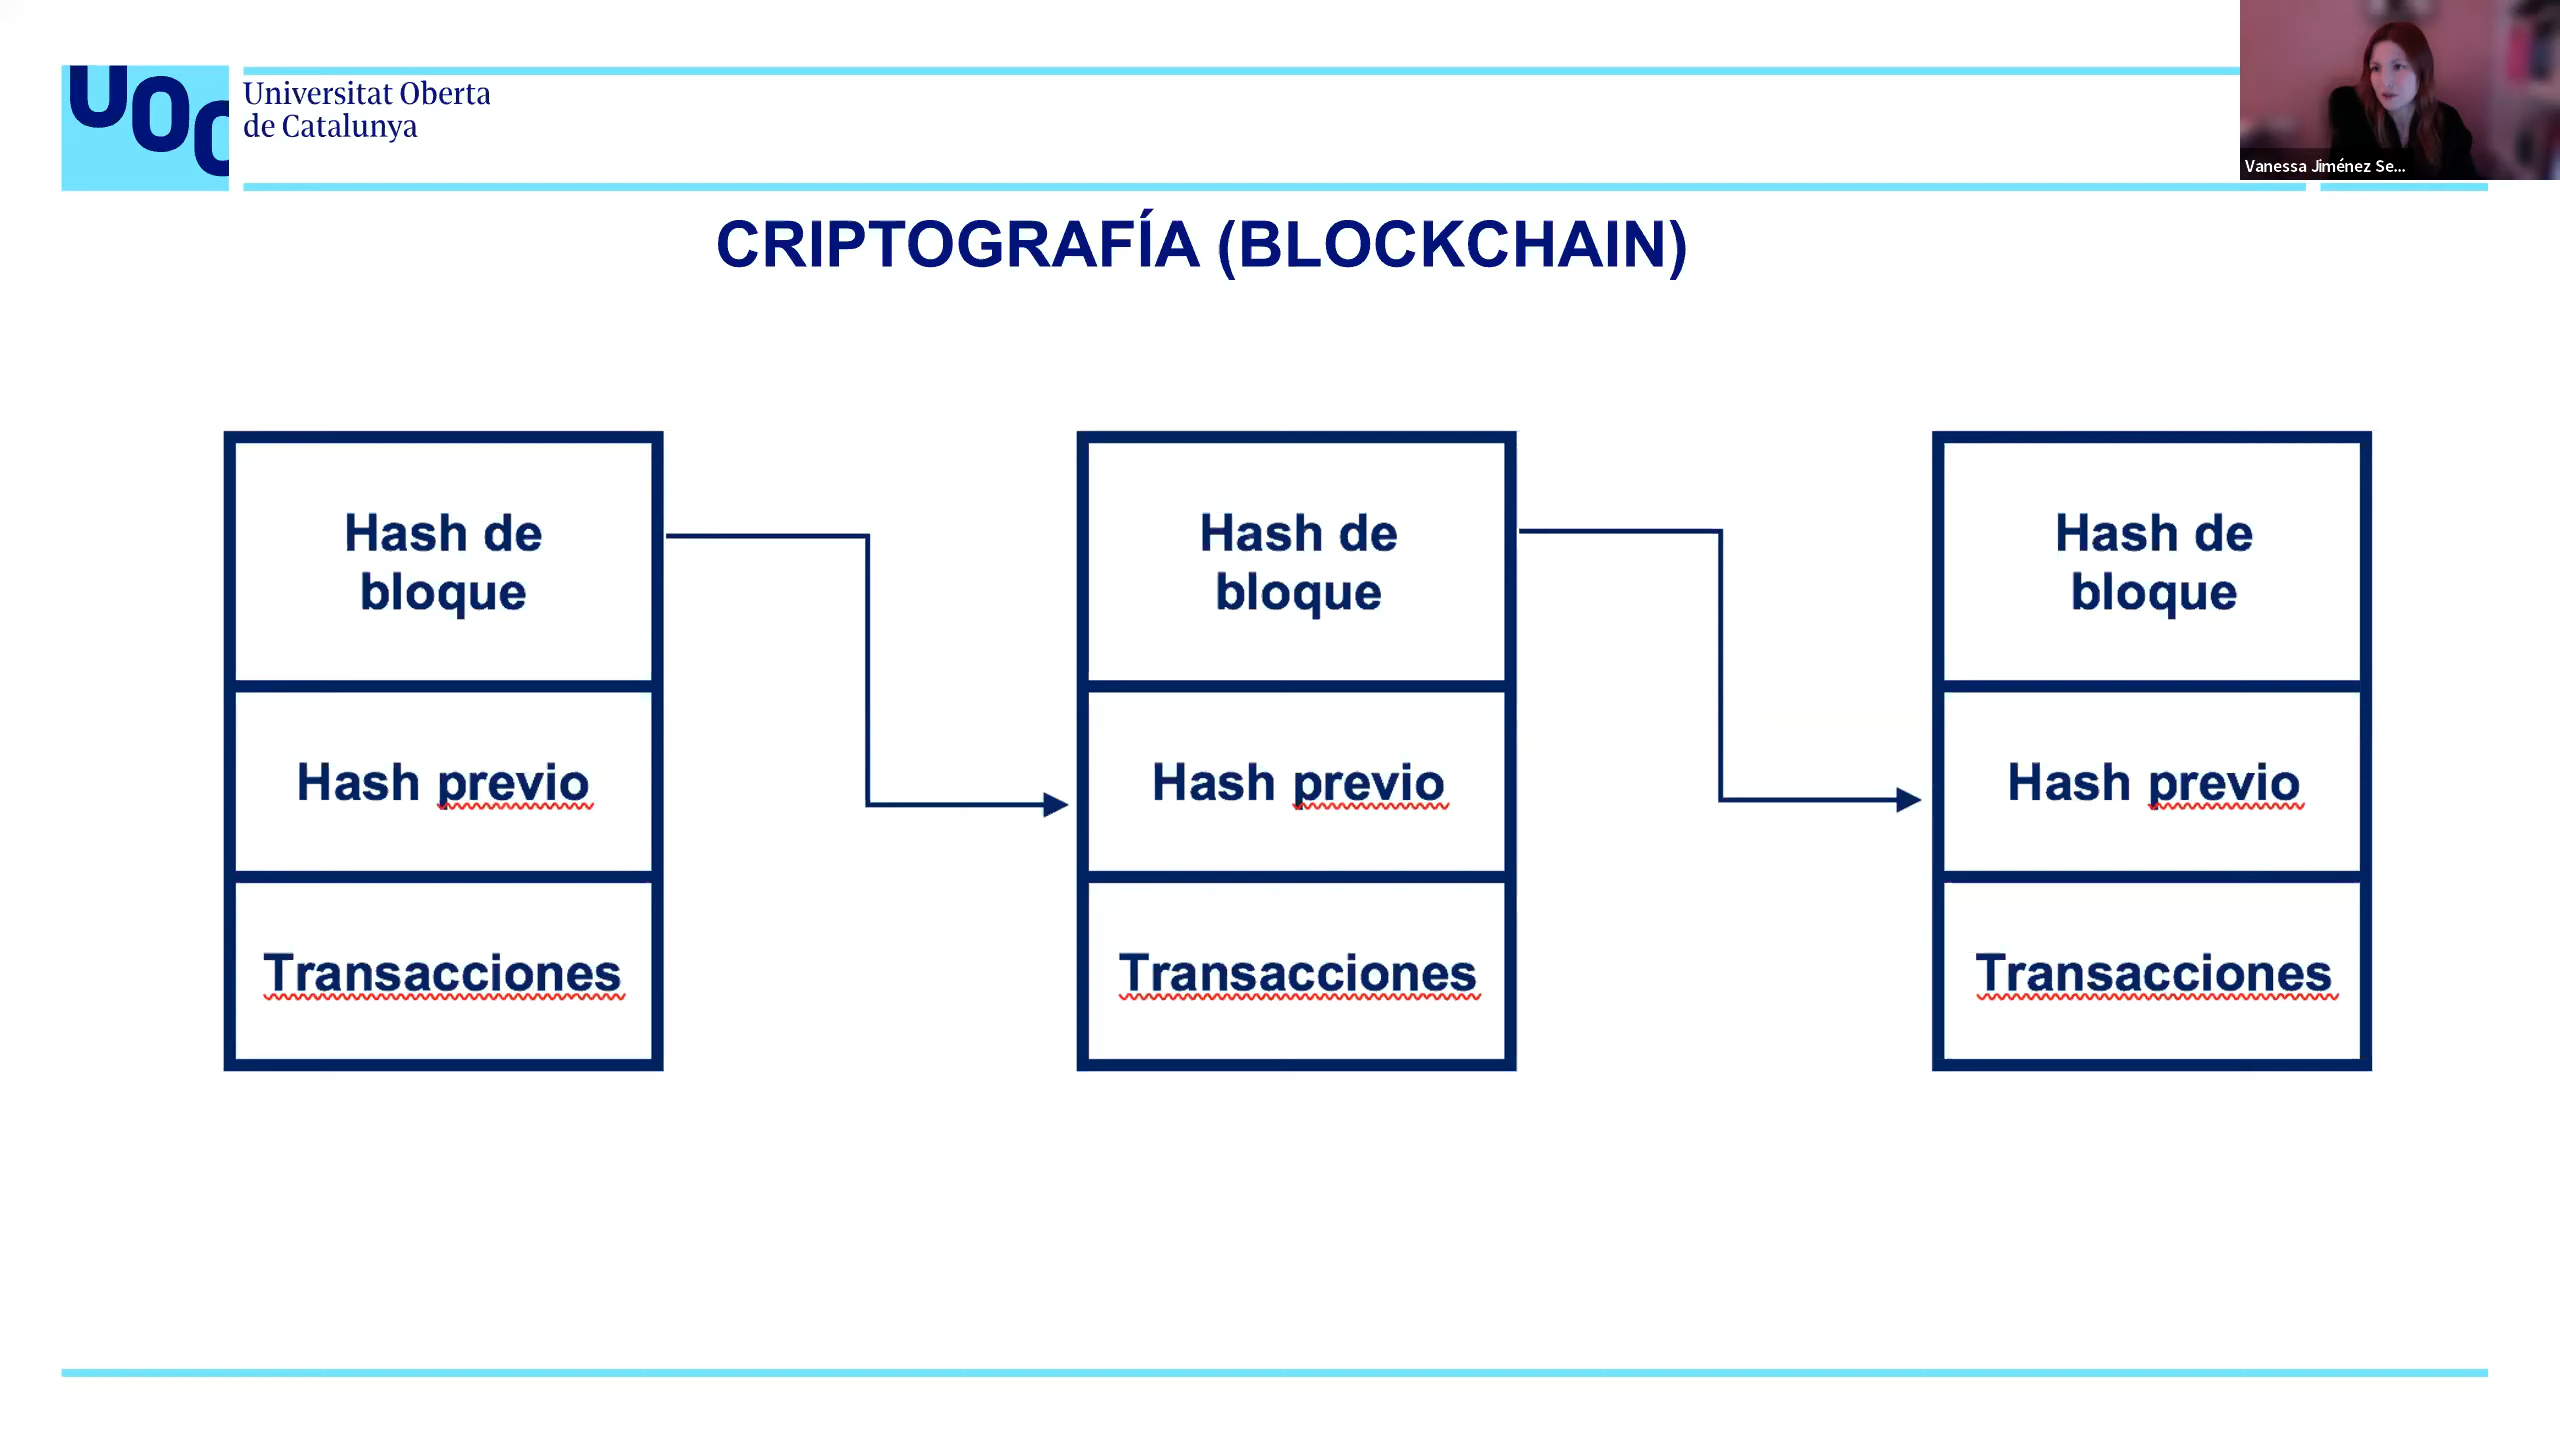 UOC
Universitat Oberta
de Catalunya
Vanessa Jiménez Se...
CRIPTOGRAFÍA (BLOCKCHAIN)
Hash de
bloque
Hash previo
Transacciones
Hash de
bloque
Hash previo
Transacciones
Hash de
bloque
Hash previo
Transacciones